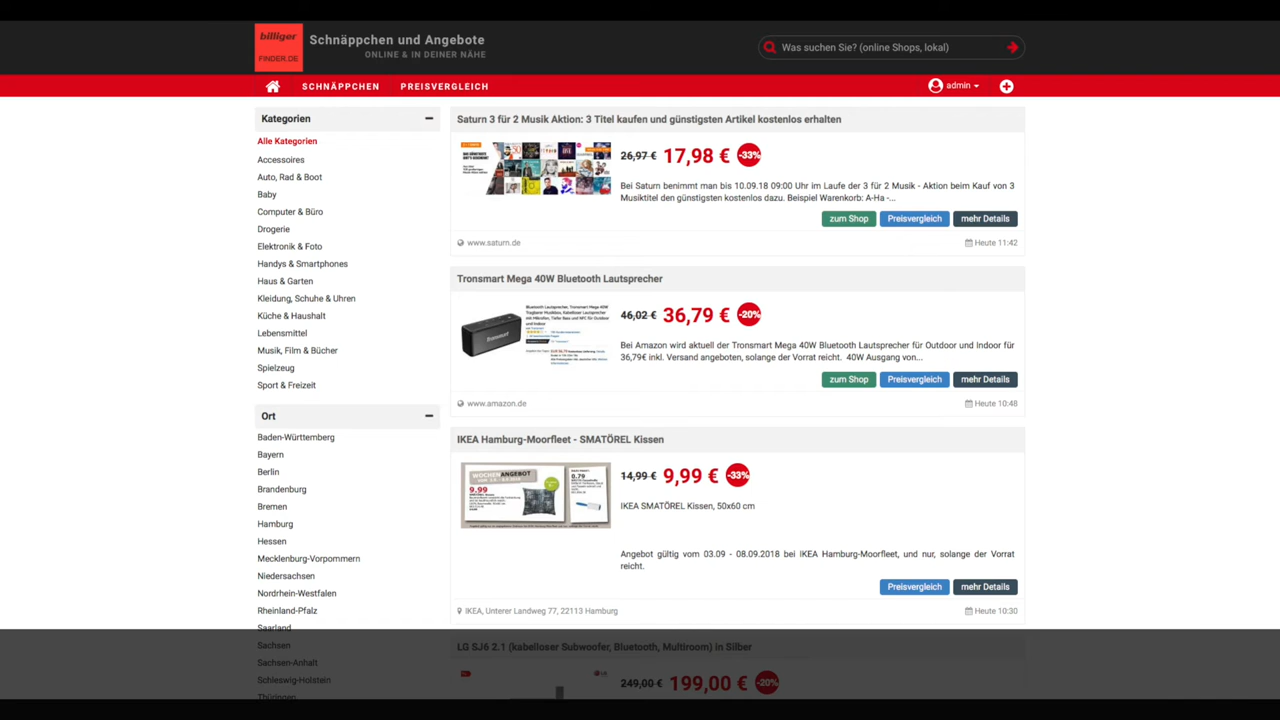 billiger
FINDER.DE
Schnäppchen und Angebote
ONLINE & IN DEINER NÄHE
Was suchen Sie? (online Shops, lokal)
SCHNÄPPCHEN
PREISVERGLEICH
admin
Kategorien
Alle Kategorien
Accessoires
Auto, Rad & Boot
Baby
Computer & Büro
Drogerie
Elektronik & Foto
Handys & Smartphones
Haus & Garten
Kleidung, Schuhe & Uhren
Küche & Haushalt
Lebensmittel
Musik, Film & Bücher
Spielzeug
Sport & Freizeit
Ort
Baden-Württemberg
Bayern
Berlin
Brandenburg
Bremen
Hamburg
Hessen
Mecklenburg-Vorpommern
Niedersachsen
Nordrhein-Westfalen
Rheinland-Pfalz
Saarland
Sachsen
Sachsen-Anhalt
Schleswig-Holstein
Thüringen
Saturn 3 für 2 Musik Aktion: 3 Titel kaufen und günstigsten Artikel kostenlos erhalten
26,97 € 17,98 € -33%
Bei Saturn benimmt man bis 10.09.18 09:00 Uhr im Laufe der 3 für 2 Musik - Aktion beim Kauf von 3
Musiktitel den günstigsten kostenlos dazu. Beispiel Warenkorb: A-Ha -...
zum Shop Preisvergleich mehr Details
www.saturn.de Heute 11:42
Tronsmart Mega 40W Bluetooth Lautsprecher
46,02 € 36,79 € -20%
Bei Amazon wird aktuell der Tronsmart Mega 40W Bluetooth Lautsprecher für Outdoor und Indoor für
36,79€ inkl. Versand angeboten, solange der Vorrat reicht. 40W Ausgang von...
zum Shop Preisvergleich mehr Details
www.amazon.de Heute 10:48
IKEA Hamburg-Moorfleet - SMATÖREL Kissen
WOCHENANGEBOT
9.99
0.79
14,99 € 9,99 € -33%
IKEA SMATÖREL Kissen, 50x60 cm
Angebot gültig vom 03.09 - 08.09.2018 bei IKEA Hamburg-Moorfleet, und nur, solange der Vorrat
reicht.
Preisvergleich mehr Details
IKEA, Unterer Landweg 77, 22113 Hamburg Heute 10:30
LG SJ6 2.1 (kabelloser Subwoofer, Bluetooth, Multiroom) in Silber
249,00 € 199,00 € -20%